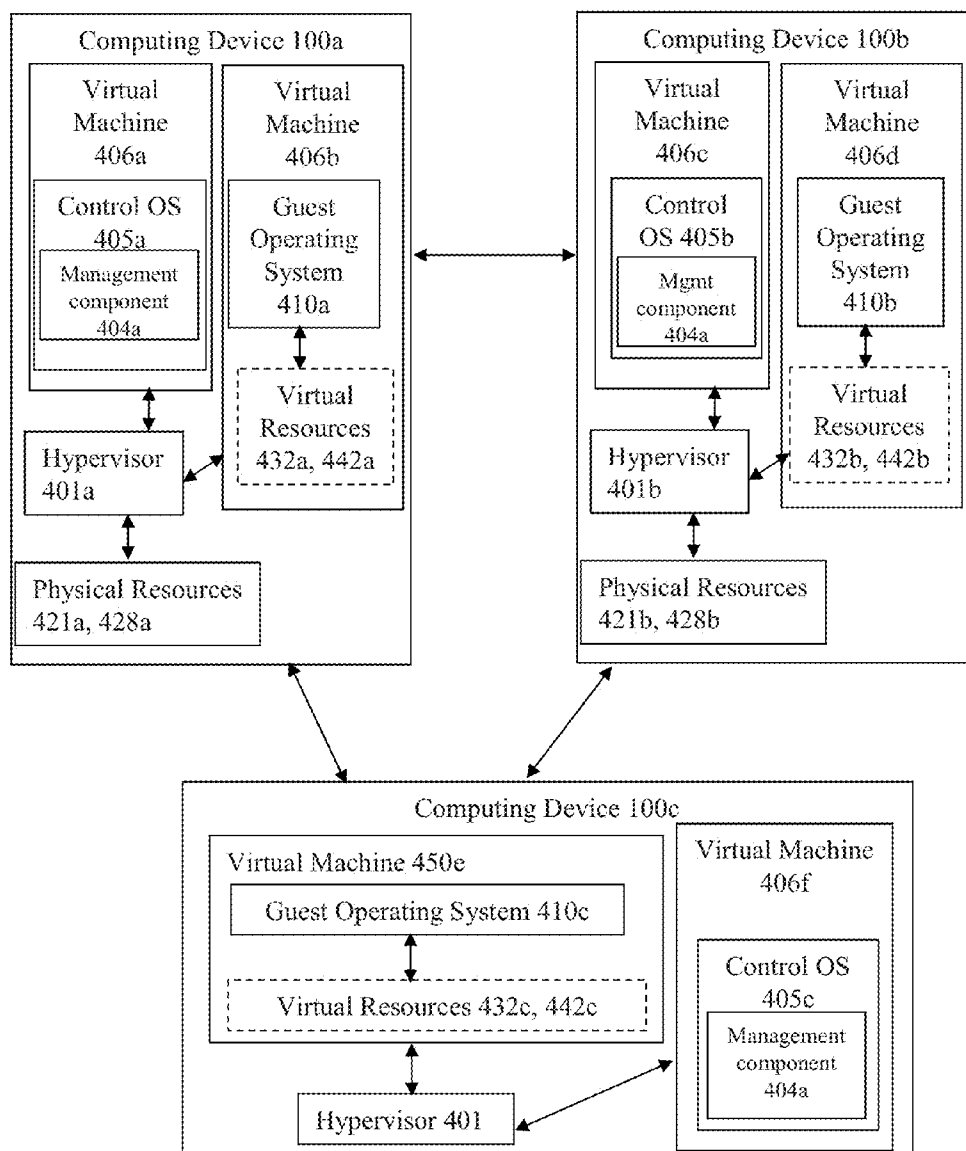 Computing Device 100a
Virtual
Machine
406a
Control OS
405a
Management
component
404a
Virtual
Machine
406b
Guest
Operating
System
410a
Virtual
Resources
432a, 442a
Hypervisor
401a
Physical Resources
421a, 428a
Computing Device 100b
Virtual
Machine
406c
Control
OS 405b
Mgmt
component
404a
Virtual
Machine
406d
Guest
Operating
System
410b
Virtual
Resources
432b, 442b
Hypervisor
401b
Physical Resources
421b, 428b
Computing Device 100c
Virtual Machine 450e
Guest Operating System 410c
Virtual Resources 432c, 442c
Hypervisor 401
Virtual Machine
406f
Control OS
405c
Management
component
404a